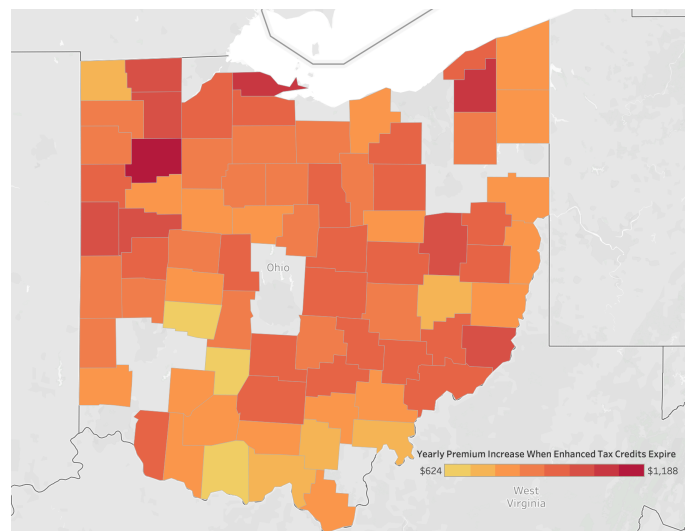 Ohio
Yearly Premium Increase When Enhanced Tax Credits Expire
$624 $1,188
West
Virginia